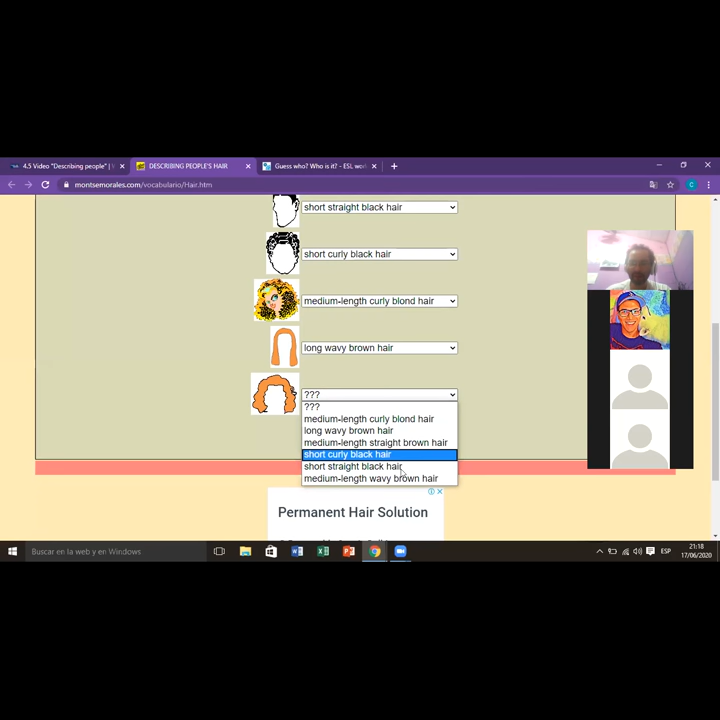 4.5 Video "Describing people" |
DESCRIBING PEOPLE'S HAIR
Guess who? Who is it? - ESL wor
montsemorales.com/vocabulario/Hair.htm
C
short straight black hair
short curly black hair
medium-length curly blond hair
long wavy brown hair
???
???
medium-length curly blond hair
long wavy brown hair
medium-length straight brown hair
short curly black hair
short straight black hair
medium-length wavy brown hair
Permanent Hair Solution
Buscar en la web y en Windows
ESP
21:18
17/06/2020